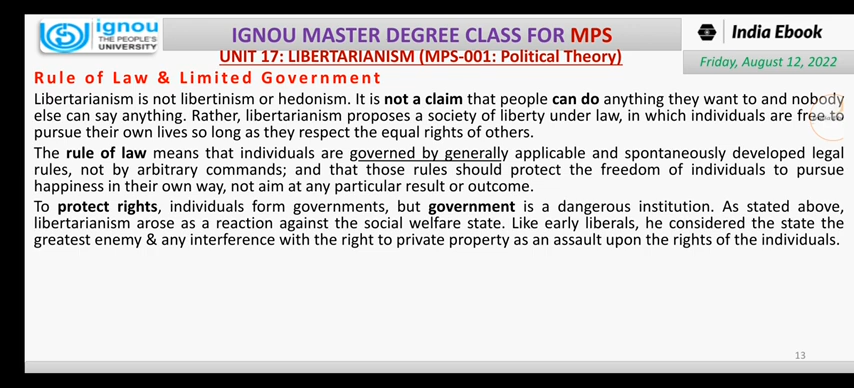 ignou
THE PEOPLE'S
UNIVERSITY
IGNOU MASTER DEGREE CLASS FOR MPS
India Ebook
UNIT 17: LIBERTARIANISM (MPS-001: Political Theory)
Friday, August 12, 2022
Rule of Law & Limited Government
Libertarianism is not libertinism or hedonism. It is not a claim that people can do anything they want to and nobody
else can say anything. Rather, libertarianism proposes a society of liberty under law, in which individuals are free to
pursue their own lives so long as they respect the equal rights of others.
The rule of law means that individuals are governed by generally applicable and spontaneously developed legal
rules, not by arbitrary commands; and that those rules should protect the freedom of individuals to pursue
happiness in their own way, not aim at any particular result or outcome.
To protect rights, individuals form governments, but government is a dangerous institution. As stated above,
libertarianism arose as a reaction against the social welfare state. Like early liberals, he considered the state the
greatest enemy & any interference with the right to private property as an assault upon the rights of the individuals.
13